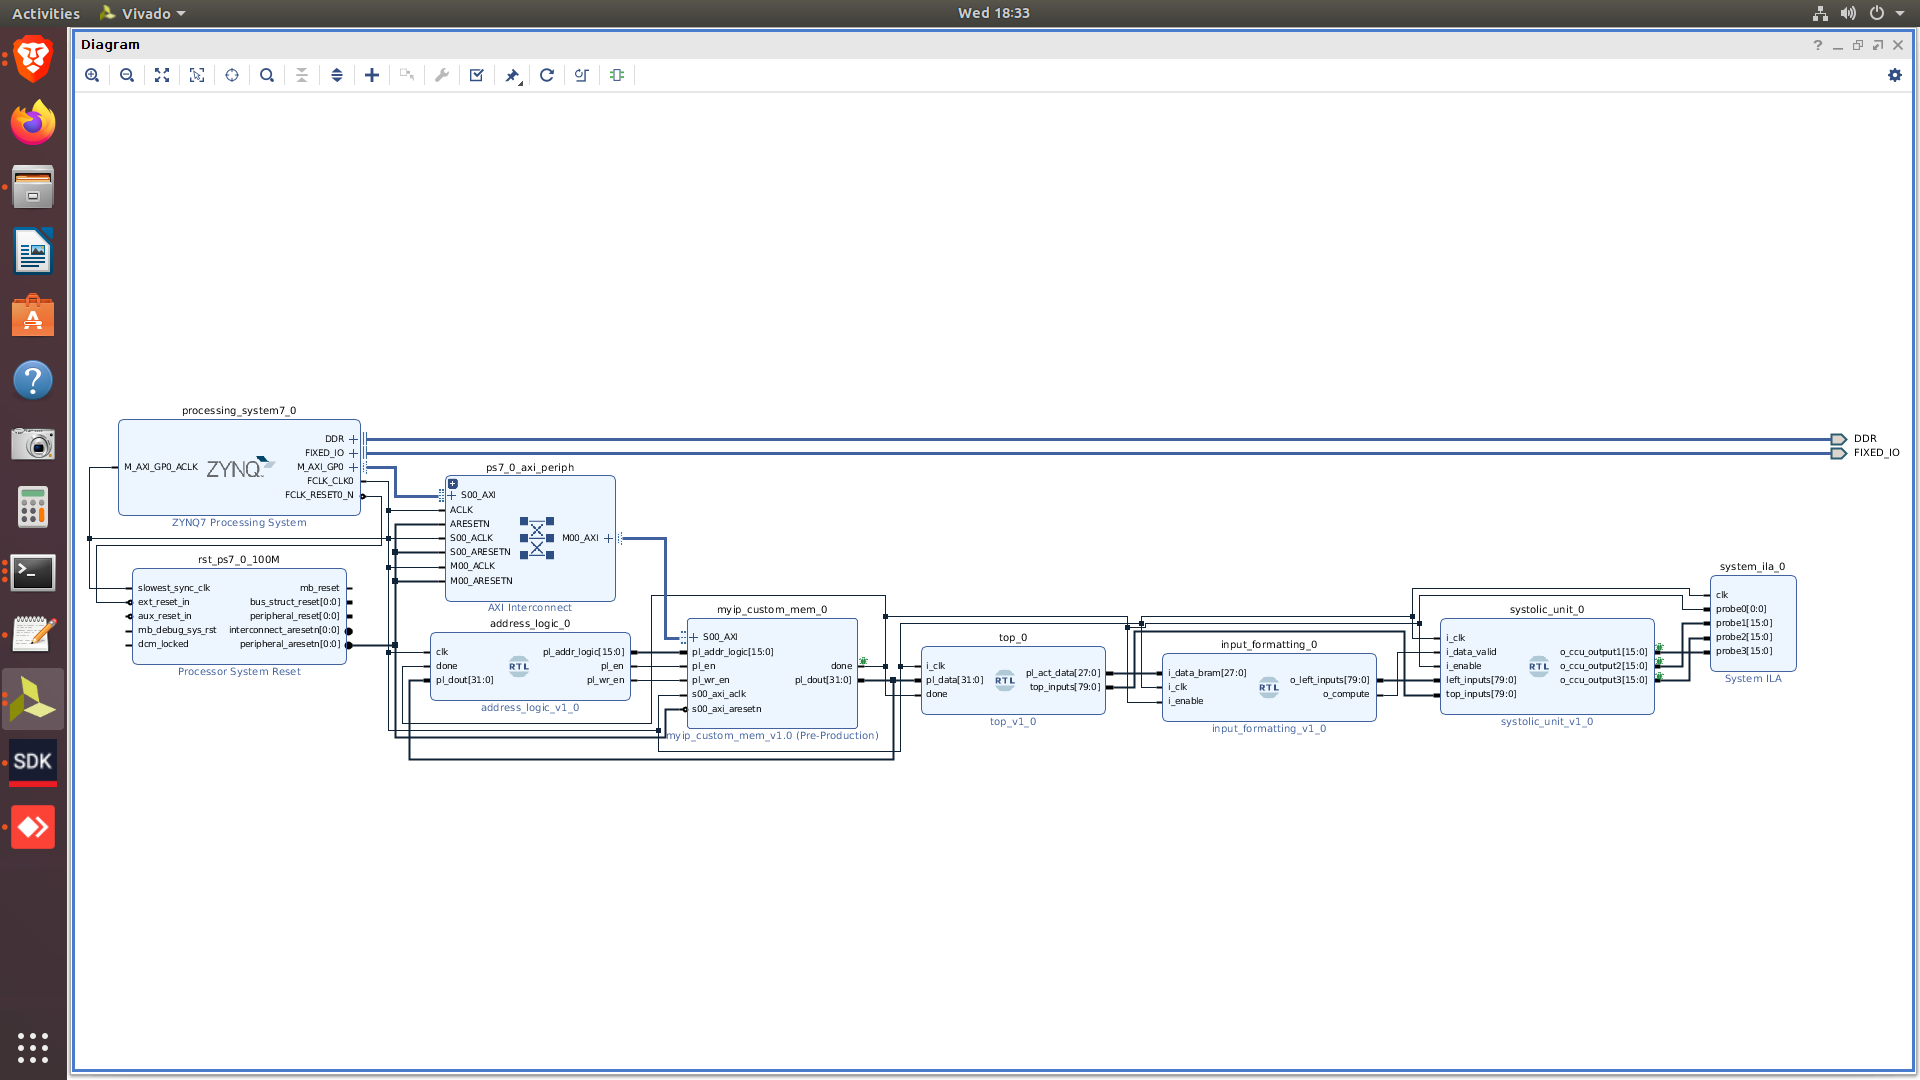 Activities
Vivado
Wed 18:33
Diagram
processing_system7_0
M_AXI_GP0_ACLK
ZYNQ
DDR
FIXED_IO
M_AXI_GP0
FCLK_CLK0
FCLK_RESET0_N
ZYNQ7 Processing System
DDR
FIXED_IO
rst_ps7_0_100M
slowest_sync_clk
ext_reset_in
aux_reset_in
mb_debug_sys_rst
dcm_locked
mb_reset
bus_struct_reset[0:0]
peripheral_reset[0:0]
interconnect_aresetn[0:0]
peripheral_aresetn[0:0]
Processor System Reset
ps7_0_axi_periph
S00_AXI
ACLK
ARESETN
S00_ACLK
S00_ARESETN
M00_ACLK
M00_ARESETN
M00_AXI
AXI Interconnect
address_logic_0
clk
done
pl_dout[31:0]
RTL
pl_addr_logic[15:0]
pl_en
pl_wr_en
address_logic_v1_0
myip_custom_mem_0
S00_AXI
pl_addr_logic[15:0]
pl_en
pl_wr_en
s00_axi_aclk
s00_axi_aresetn
done
pl_dout[31:0]
myip_custom_mem_v1.0 (Pre-Production)
top_0
i_clk
pl_data[31:0]
done
RTL
pl_act_data[27:0]
top_inputs[79:0]
top_v1_0
input_formatting_0
i_data_bram[27:0]
i_clk
i_enable
RTL
o_left_inputs[79:0]
o_compute
input_formatting_v1_0
systolic_unit_0
i_clk
i_data_valid
i_enable
left_inputs[79:0]
top_inputs[79:0]
RTL
o_ccu_output1[15:0]
o_ccu_output2[15:0]
o_ccu_output3[15:0]
systolic_unit_v1_0
system_ila_0
clk
probe0[0:0]
probe1[15:0]
probe2[15:0]
probe3[15:0]
System ILA
SDK